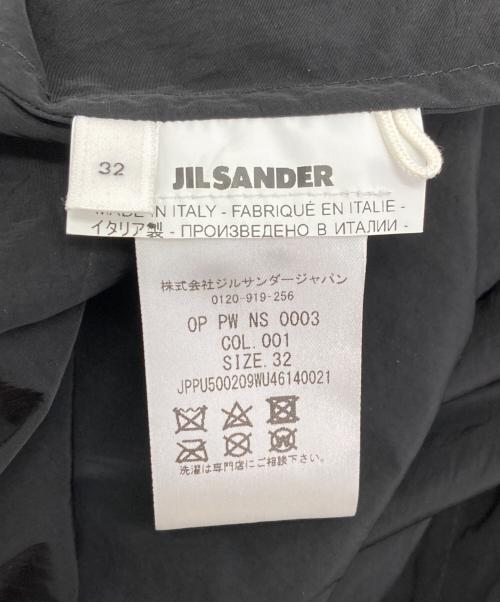 32
JIL SANDER
MADE IN ITALY - FABRIQUÉ EN ITALIE -
イタリア製 - ПРОИЗВЕДЕНО В ИТАЛИИ -
株式会社ジルサンダージャパン
0120-919-256
OP PW NS 0003
COL.001
SIZE.32
JPPU500209WU46140021
洗濯は専門店にご相談下さい。